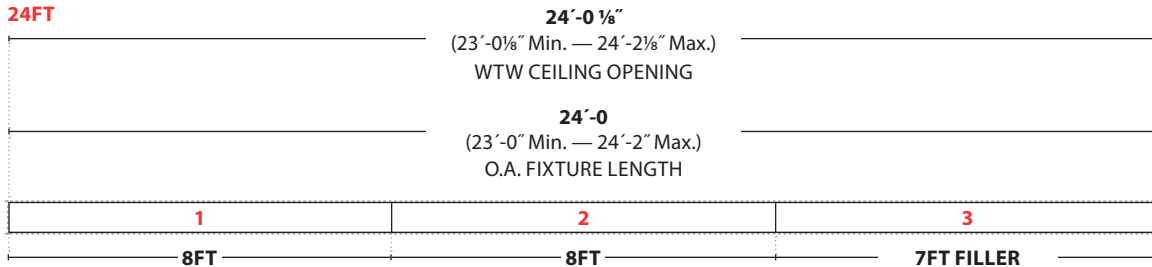 24FT
24´-0 ⅛˝
(23´-0⅛˝ Min. — 24´-2⅛˝ Max.)
WTW CEILING OPENING
24´-0
(23´-0˝ Min. — 24´-2˝ Max.)
O.A. FIXTURE LENGTH
1 2 3
8FT 8FT 7FT FILLER